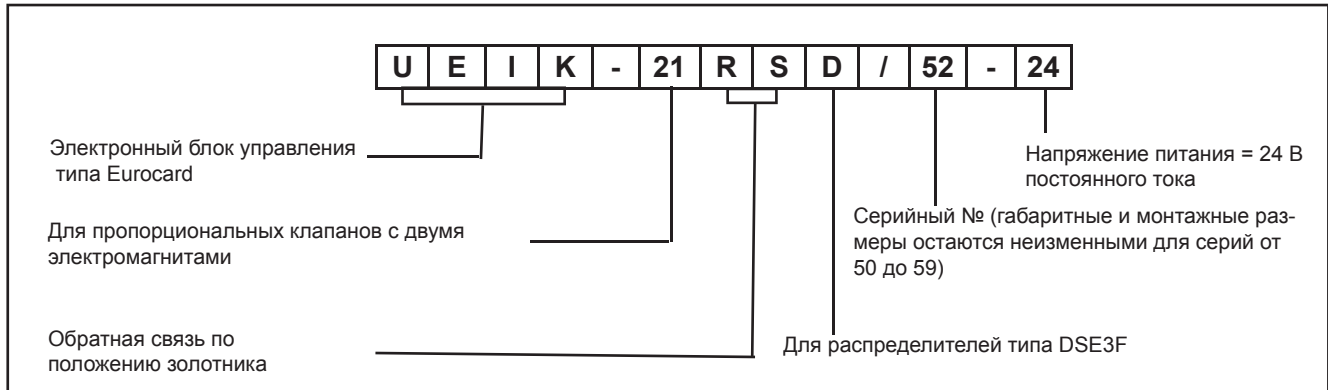 U E I K - 21 R S D / 52 - 24
Электронный блок управления
типа Eurocard
Напряжение питания = 24 В
постоянного тока
Для пропорциональных клапанов с двумя
электромагнитами
Серийный № (габаритные и монтажные раз-
меры остаются неизменными для серий от
50 до 59)
Обратная связь по
положению золотника
Для распределителей типа DSE3F